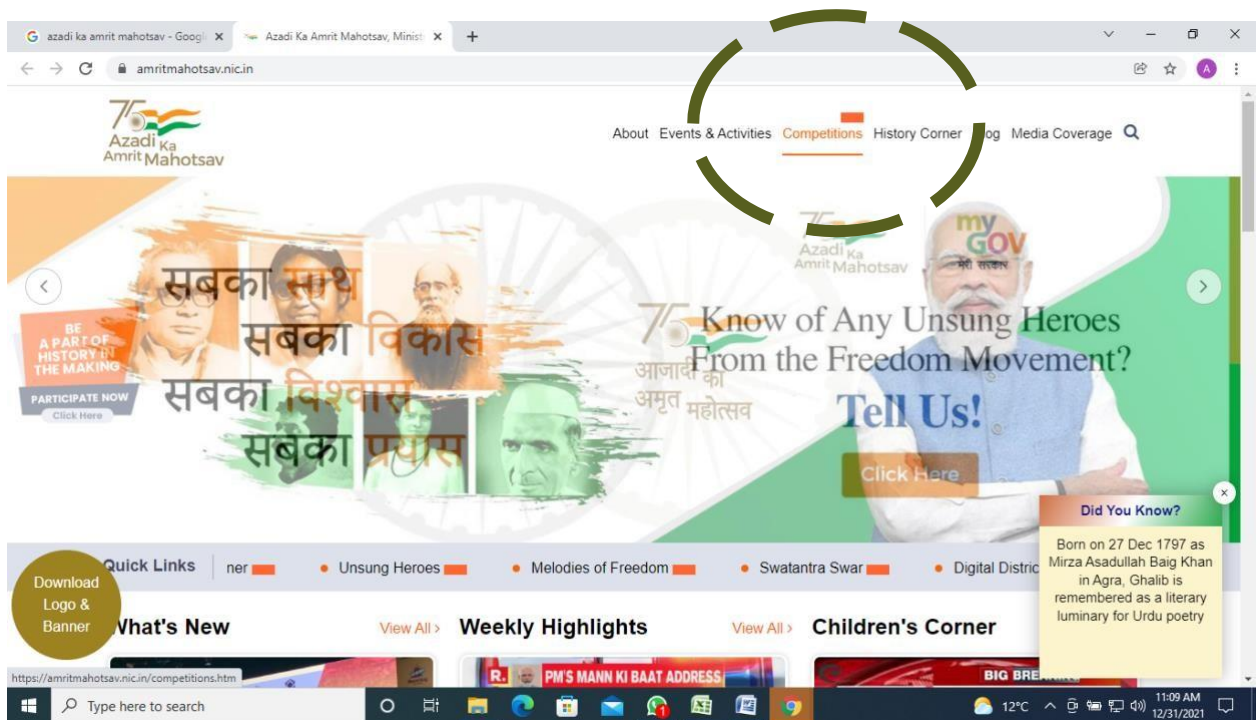 azadi ka amrit mahotsav - Googl
Azadi Ka Amrit Mahotsav, Minist
amritmahotsav.nic.in
A
75
Azadi Ka
Amrit Mahotsav
About Events & Activities Competitions History Corner log Media Coverage
सबका साथ
सबका विकास
सबका विश्वास
सबका प्रयास
BE
A PART OF
HISTORY IN
THE MAKING
PARTICIPATE NOW
Click Here
75
आजादी का
अमृत महोत्सव
75
Azadi Ka
Amrit Mahotsav
my
GOV
मेरी सरकार
Know of Any Unsung Heroes
From the Freedom Movement?
Tell Us!
Click Here
Did You Know?
Born on 27 Dec 1797 as
Mirza Asadullah Baig Khan
in Agra, Ghalib is
remembered as a literary
luminary for Urdu poetry
Quick Links ner Unsung Heroes Melodies of Freedom Swatantra Swar Digital Distric
Download
Logo &
Banner
What's New View All > Weekly Highlights View All > Children's Corner
R. PM'S MANN KI BAAT ADDRESS
BIG BRE
https://amritmahotsav.nic.in/competitions.htm
Type here to search
12°C
11:09 AM
12/31/2021